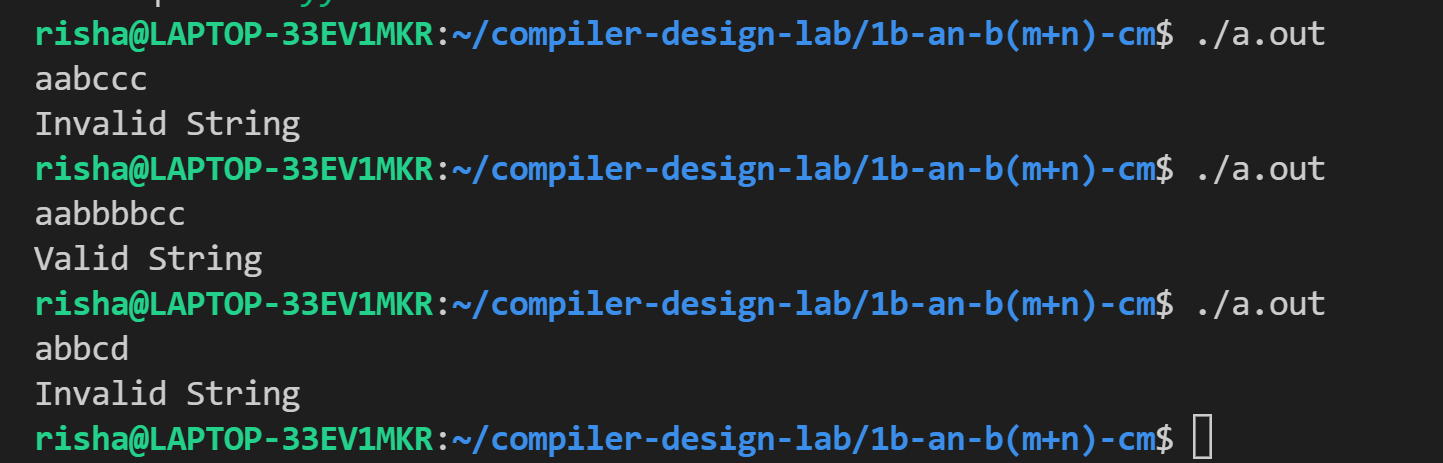 risha@LAPTOP-33EV1MKR:~/compiler-design-lab/1b-an-b(m+n)-cm$ ./a.out
aabccc
Invalid String
risha@LAPTOP-33EV1MKR:~/compiler-design-lab/1b-an-b(m+n)-cm$ ./a.out
aabbbbcc
Valid String
risha@LAPTOP-33EV1MKR:~/compiler-design-lab/1b-an-b(m+n)-cm$ ./a.out
abbcd
Invalid String
risha@LAPTOP-33EV1MKR:~/compiler-design-lab/1b-an-b(m+n)-cm$